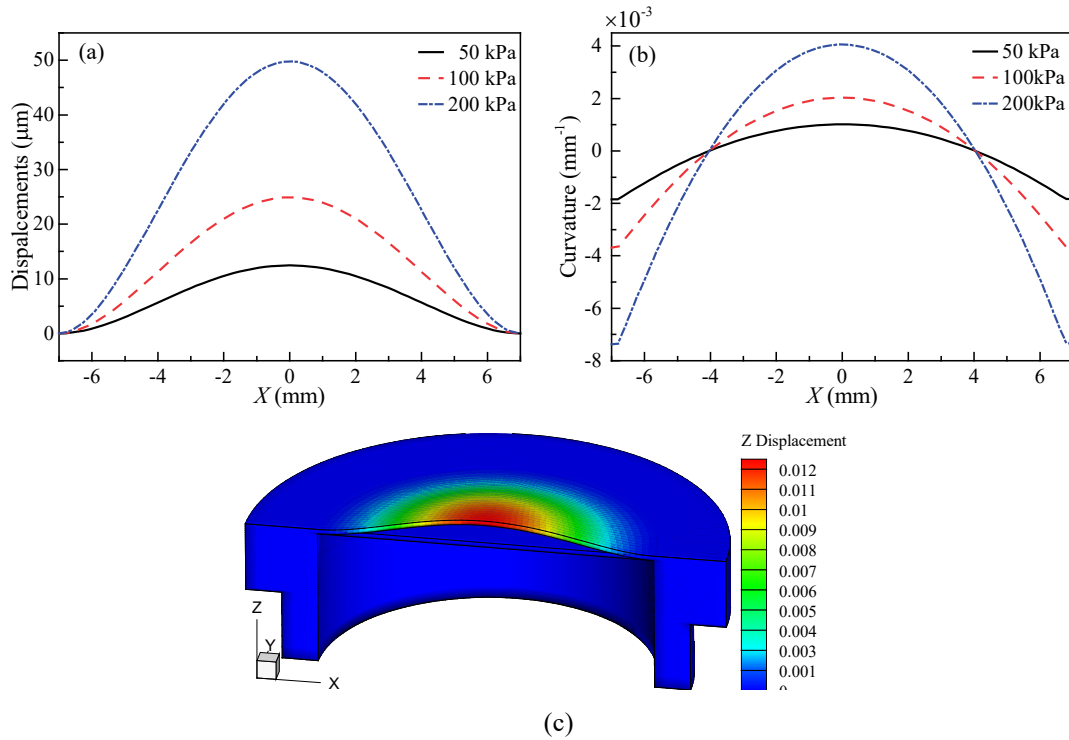 (a)
50 kPa
100 kPa
200 kPa
50
40
30
20
10
0
Dispalcements (μm)
-6 -4 -2 0 2 4 6
X (mm)
×10⁻³
(b)
50 kPa
100kPa
200kPa
4
2
0
-2
-4
-6
-8
Curvature (mm⁻¹)
-6 -4 -2 0 2 4 6
X (mm)
Z Displacement
0.012
0.011
0.010
0.009
0.008
0.007
0.006
0.005
0.004
0.003
0.002
0.001
Z
Y
X
(c)